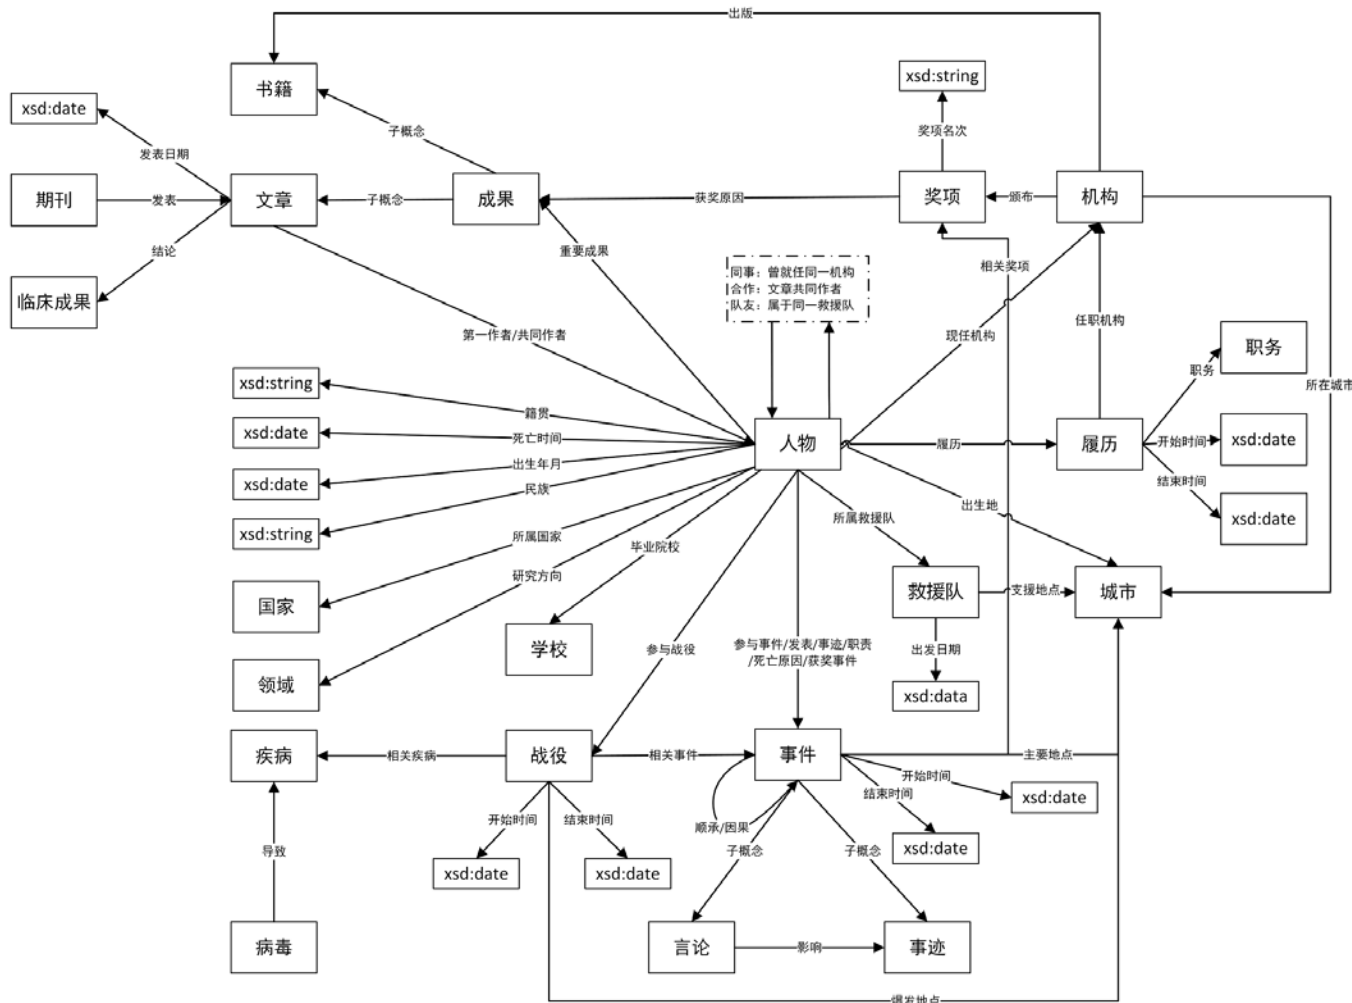 出版
书籍
xsd:string
xsd:date
奖项名次
子概念
发表日期
期刊
发表
文章
子概念
成果
获奖原因
奖项
颁布
机构
结论
重要成果
相关奖项
同事：曾就任同一机构
合作：文章共同作者
队友：属于同一救援队
临床成果
任职机构
第一作者/共同作者
现任机构
职务
职务
所在城市
xsd:string
籍贯
xsd:date
死亡时间
人物
履历
履历
开始时间
xsd:date
出生年月
xsd:date
民族
结束时间
xsd:string
出生地
xsd:date
所属救援队
所属国家
毕业院校
研究方向
国家
救援队
支援地点
城市
学校
参与战役
参与事件/发表/事迹/职责
/死亡原因/获奖事件
出发日期
领域
xsd:data
疾病
相关疾病
战役
相关事件
事件
主要地点
开始时间
结束时间
xsd:date
开始时间
结束时间
顺承/因果
xsd:date
导致
子概念
子概念
xsd:date
xsd:date
病毒
言论
影响
事迹
爆发地点